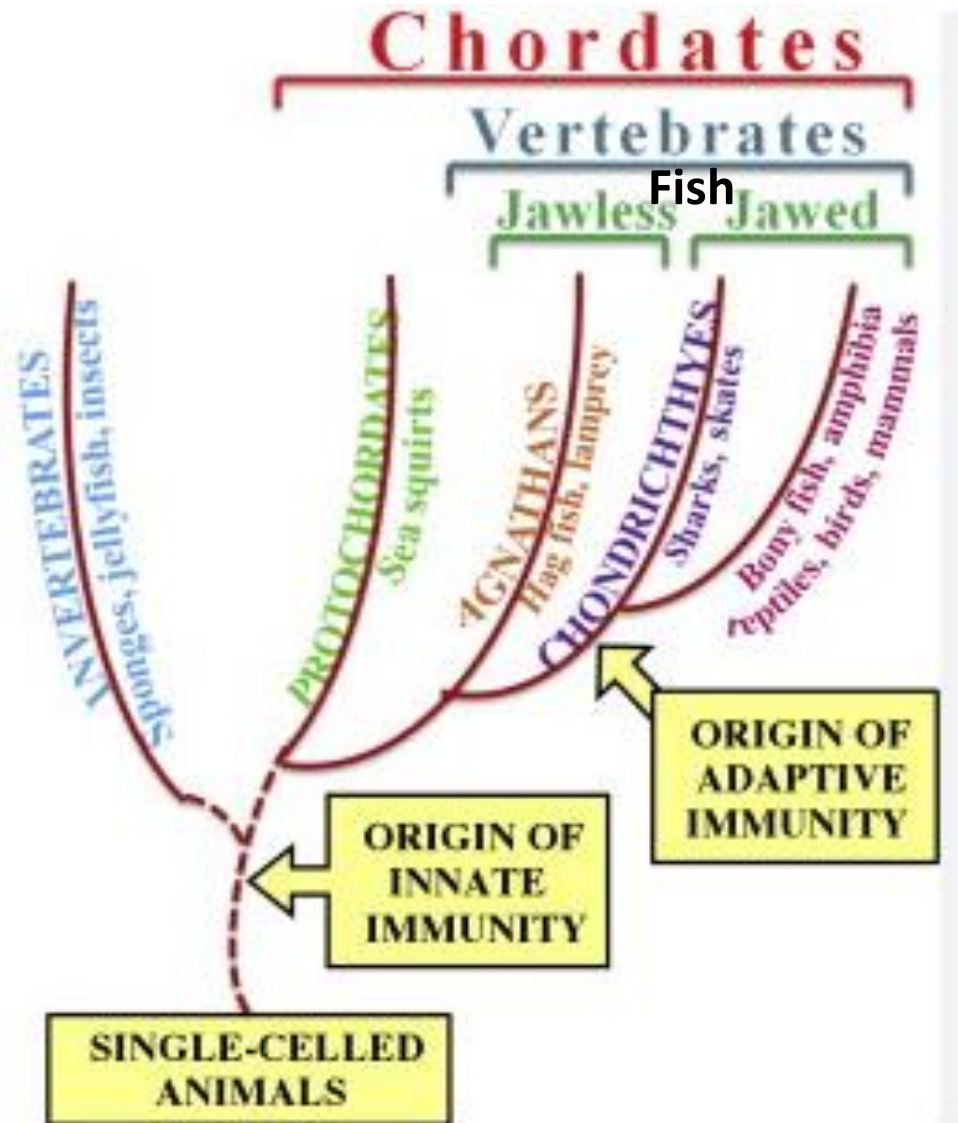 Chordates
Vertebrates
Fish
Jawless Jawed
INVERTEBRATES
Sponges, jellyfish, insects
PROTOCHORDATES
Sea squirts
AGNATHANS
Hag fish, lamprey
CHONDRICHTHYES
Sharks, skates
Bony fish, amphibia
reptiles, birds, mammals
ORIGIN OF
ADAPTIVE
IMMUNITY
ORIGIN OF
INNATE
IMMUNITY
SINGLE-CELLED
ANIMALS